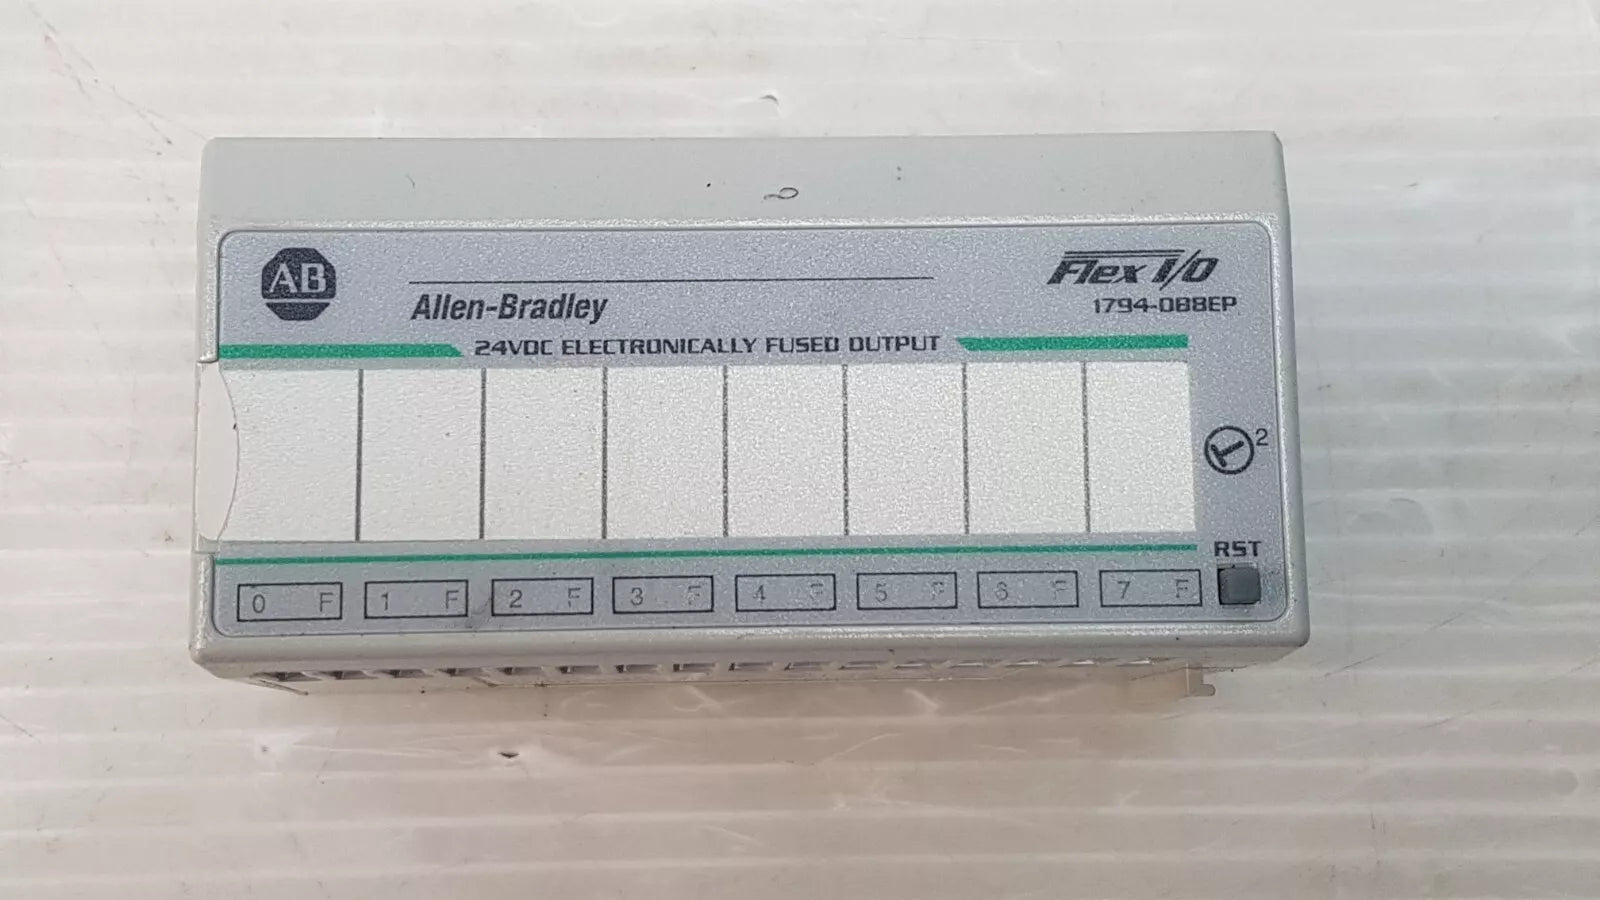 AB
Allen-Bradley
Flex I/O
1794-OB8EP
24VDC ELECTRONICALLY FUSED OUTPUT
2
RST
0 F 1 F 2 F 3 F 4 F 5 F 6 F 7 F